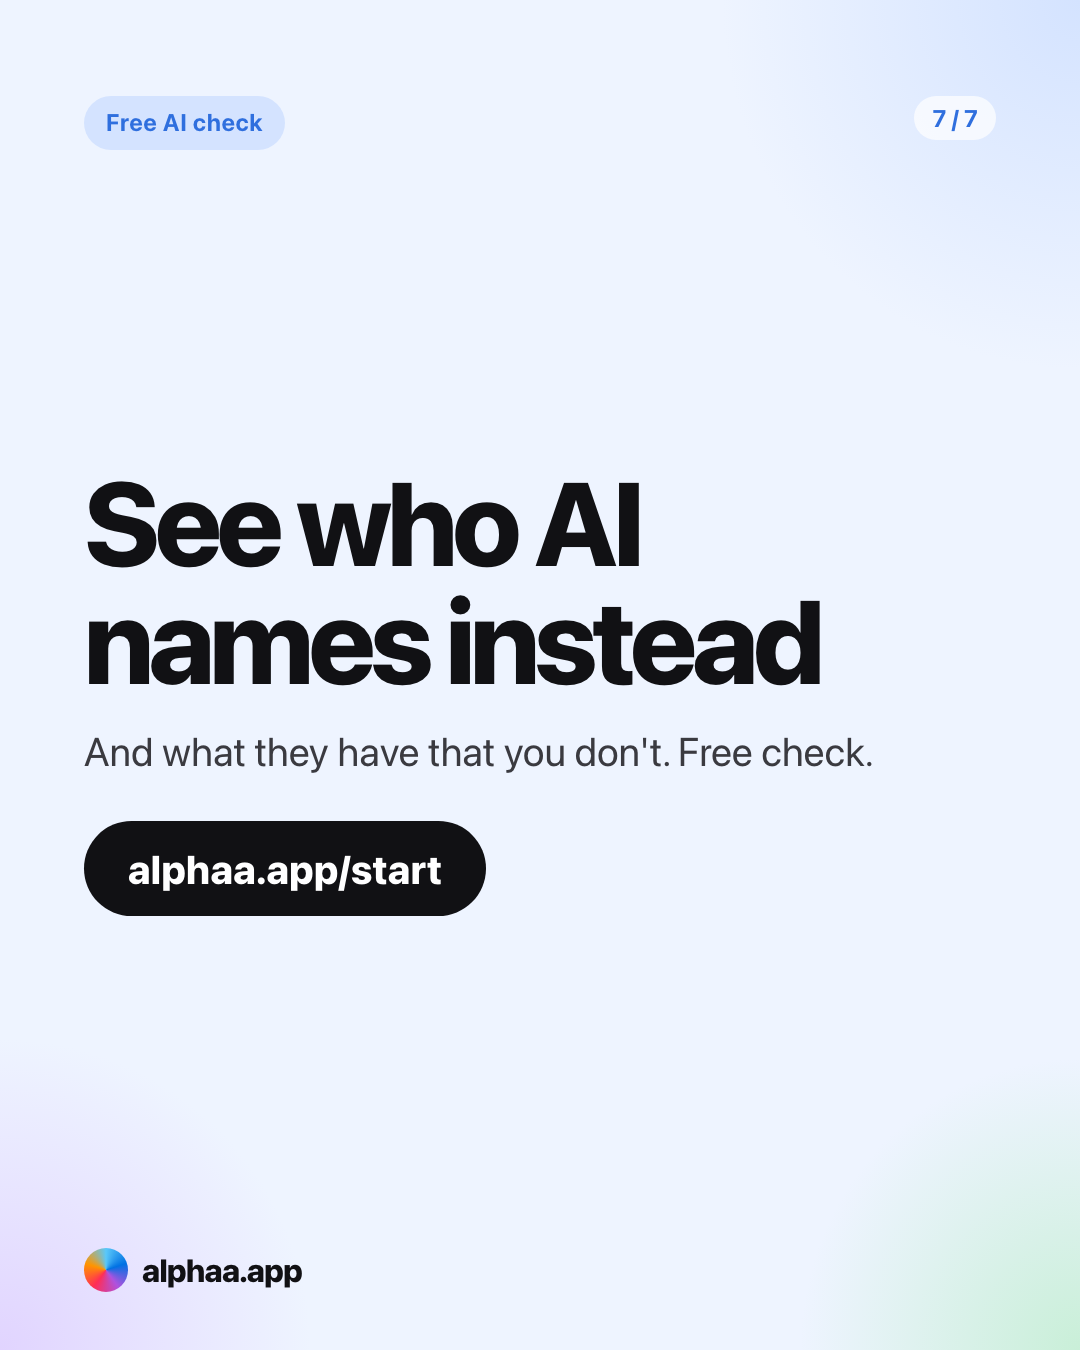 Free AI check
7 / 7
See who AI
names instead
And what they have that you don't. Free check.
alphaa.app/start
alphaa.app